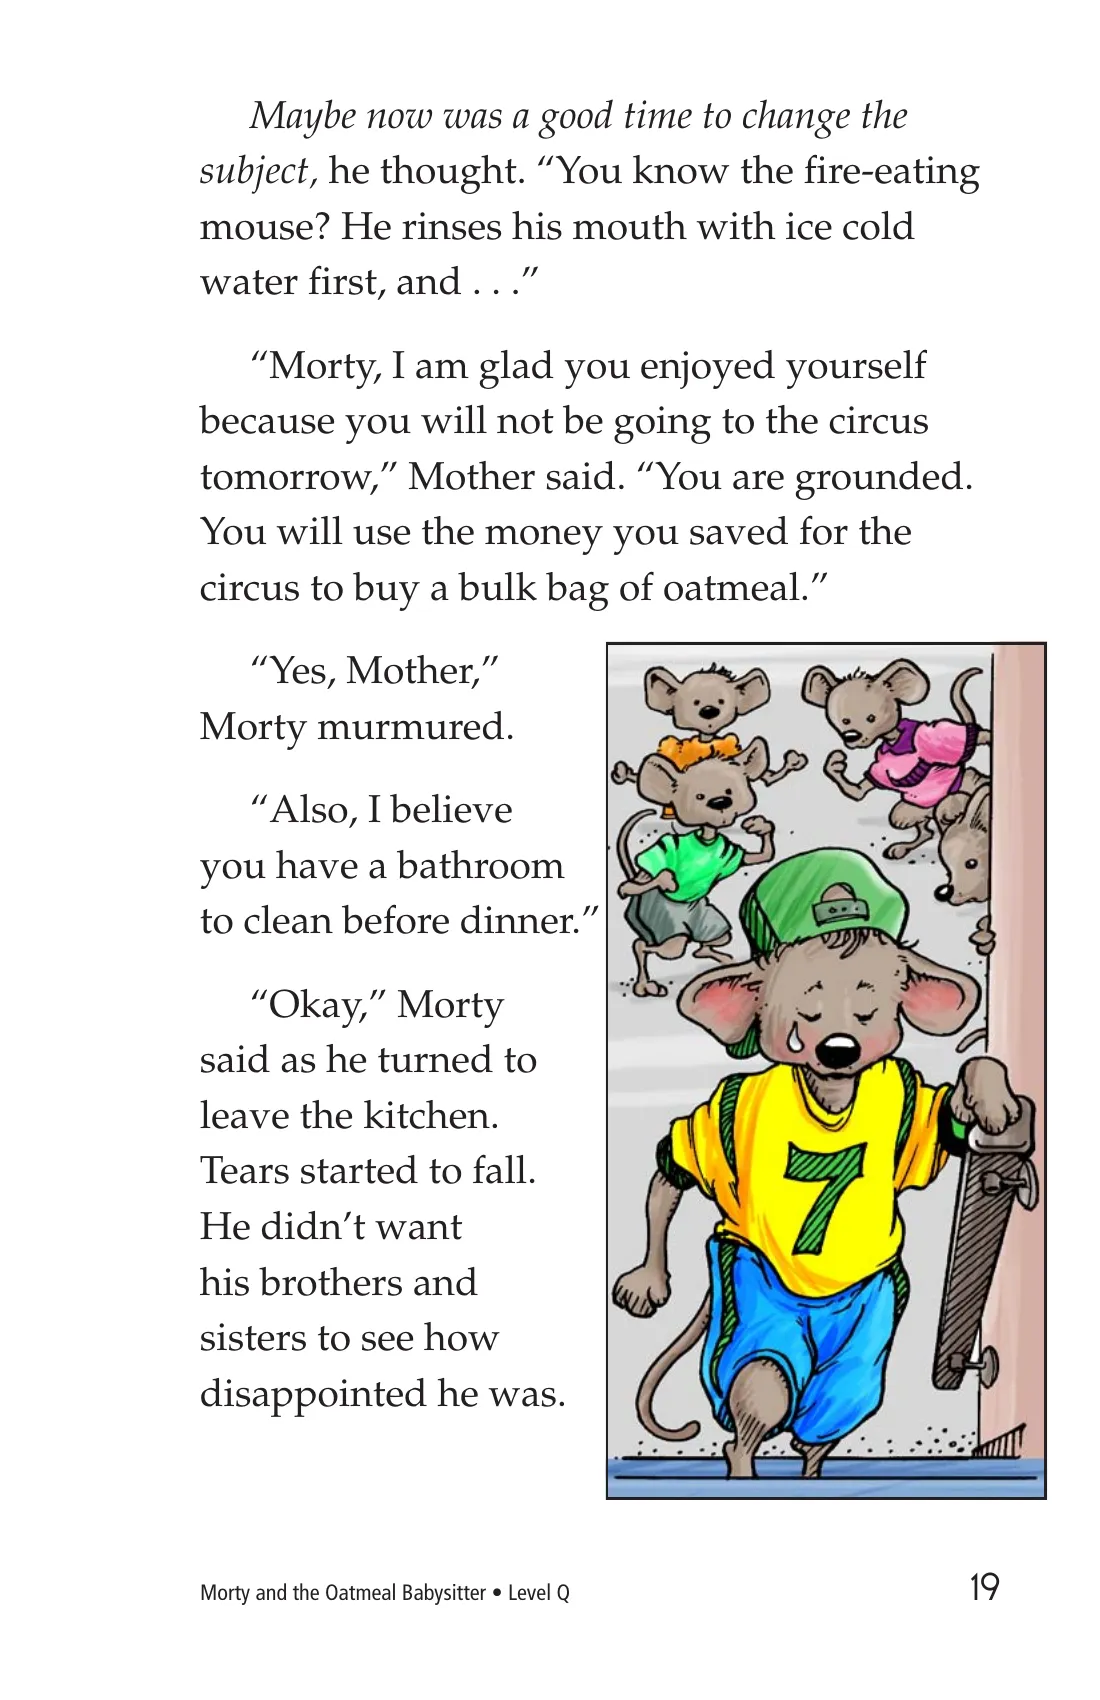 Maybe now was a good time to change the
subject, he thought. “You know the fire-eating
mouse? He rinses his mouth with ice cold
water first, and . . .”
“Morty, I am glad you enjoyed yourself
because you will not be going to the circus
tomorrow,” Mother said. “You are grounded.
You will use the money you saved for the
circus to buy a bulk bag of oatmeal.”
“Yes, Mother,”
Morty murmured.
“Also, I believe
you have a bathroom
to clean before dinner.”
“Okay,” Morty
said as he turned to
leave the kitchen.
Tears started to fall.
He didn’t want
his brothers and
sisters to see how
disappointed he was.
7
Morty and the Oatmeal Babysitter • Level Q
19